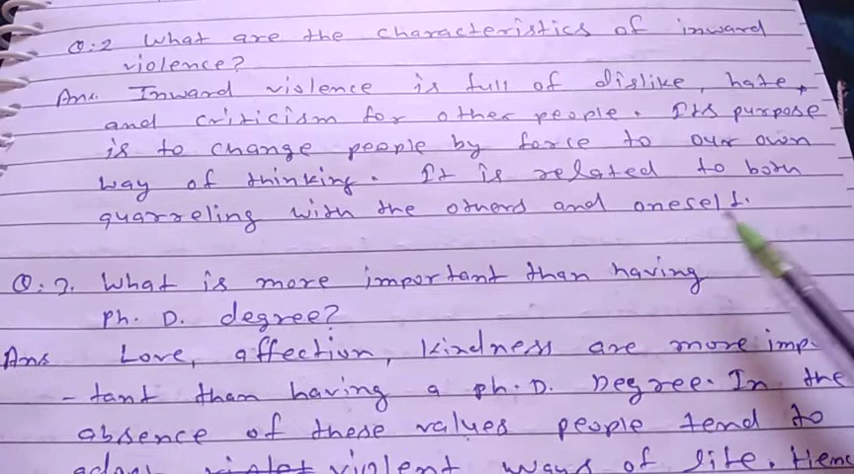 Q:2 What are the characteristics of inward
violence?
Ans. Inward violence is full of dislike, hate,
and criticism for other people. Its purpose
is to change people by force to our own
way of thinking. It is related to both
quarreling with the others and oneself.
Q:3. What is more important than having
Ph. D. degree?
Ans Love, affection, kindness are more impo
-tant than having a ph.D. Degree. In the
absence of these values people tend to
violent ways of life. Henc